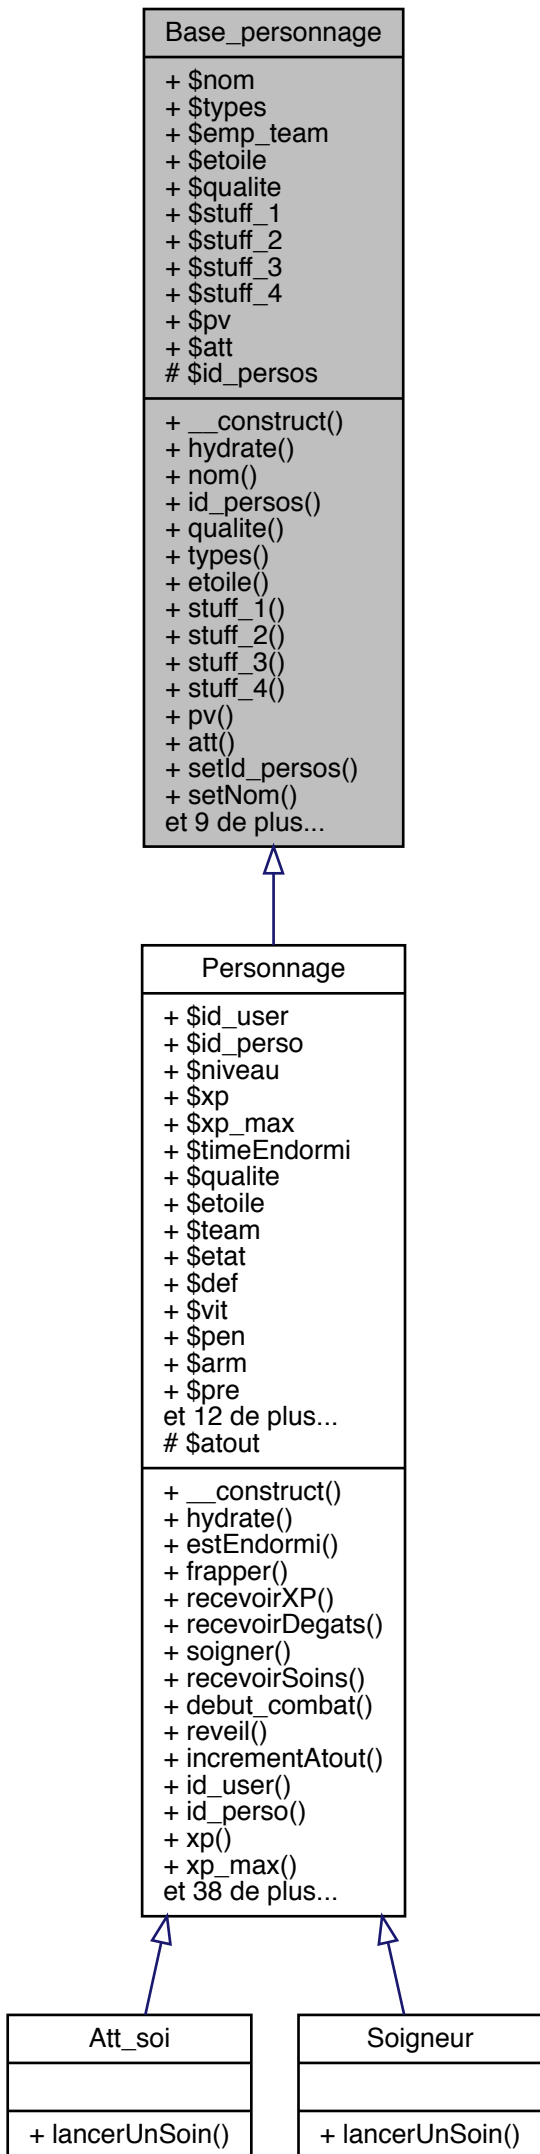 Base_personnage
+ $nom
+ $types
+ $emp_team
+ $etoile
+ $qualite
+ $stuff_1
+ $stuff_2
+ $stuff_3
+ $stuff_4
+ $pv
+ $att
# $id_persos
+ __construct()
+ hydrate()
+ nom()
+ id_persos()
+ qualite()
+ types()
+ etoile()
+ stuff_1()
+ stuff_2()
+ stuff_3()
+ stuff_4()
+ pv()
+ att()
+ setId_persos()
+ setNom()
et 9 de plus...
Personnage
+ $id_user
+ $id_perso
+ $niveau
+ $xp
+ $xp_max
+ $timeEndormi
+ $qualite
+ $etoile
+ $team
+ $etat
+ $def
+ $vit
+ $pen
+ $arm
+ $pre
et 12 de plus...
# $atout
+ __construct()
+ hydrate()
+ estEndormi()
+ frapper()
+ recevoirXP()
+ recevoirDegats()
+ soigner()
+ recevoirSoins()
+ debut_combat()
+ reveil()
+ incrementAtout()
+ id_user()
+ id_perso()
+ xp()
+ xp_max()
et 38 de plus...
Att_soi
+ lancerUnSoin()
Soigneur
+ lancerUnSoin()